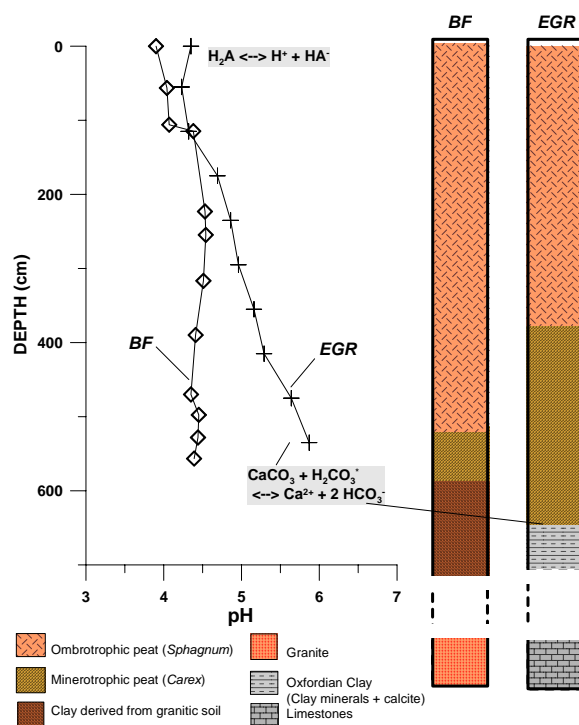 BF
EGR
0
200
400
600
DEPTH (cm)
H₂A <--> H⁺ + HA⁻
BF
EGR
CaCO₃ + H₂CO₃*
<--> Ca²⁺ + 2 HCO₃⁻
3
4
5
6
7
pH
Ombrotrophic peat (Sphagnum)
Minerotrophic peat (Carex)
Clay derived from granitic soil
Granite
Oxfordian Clay
(Clay minerals + calcite)
Limestones